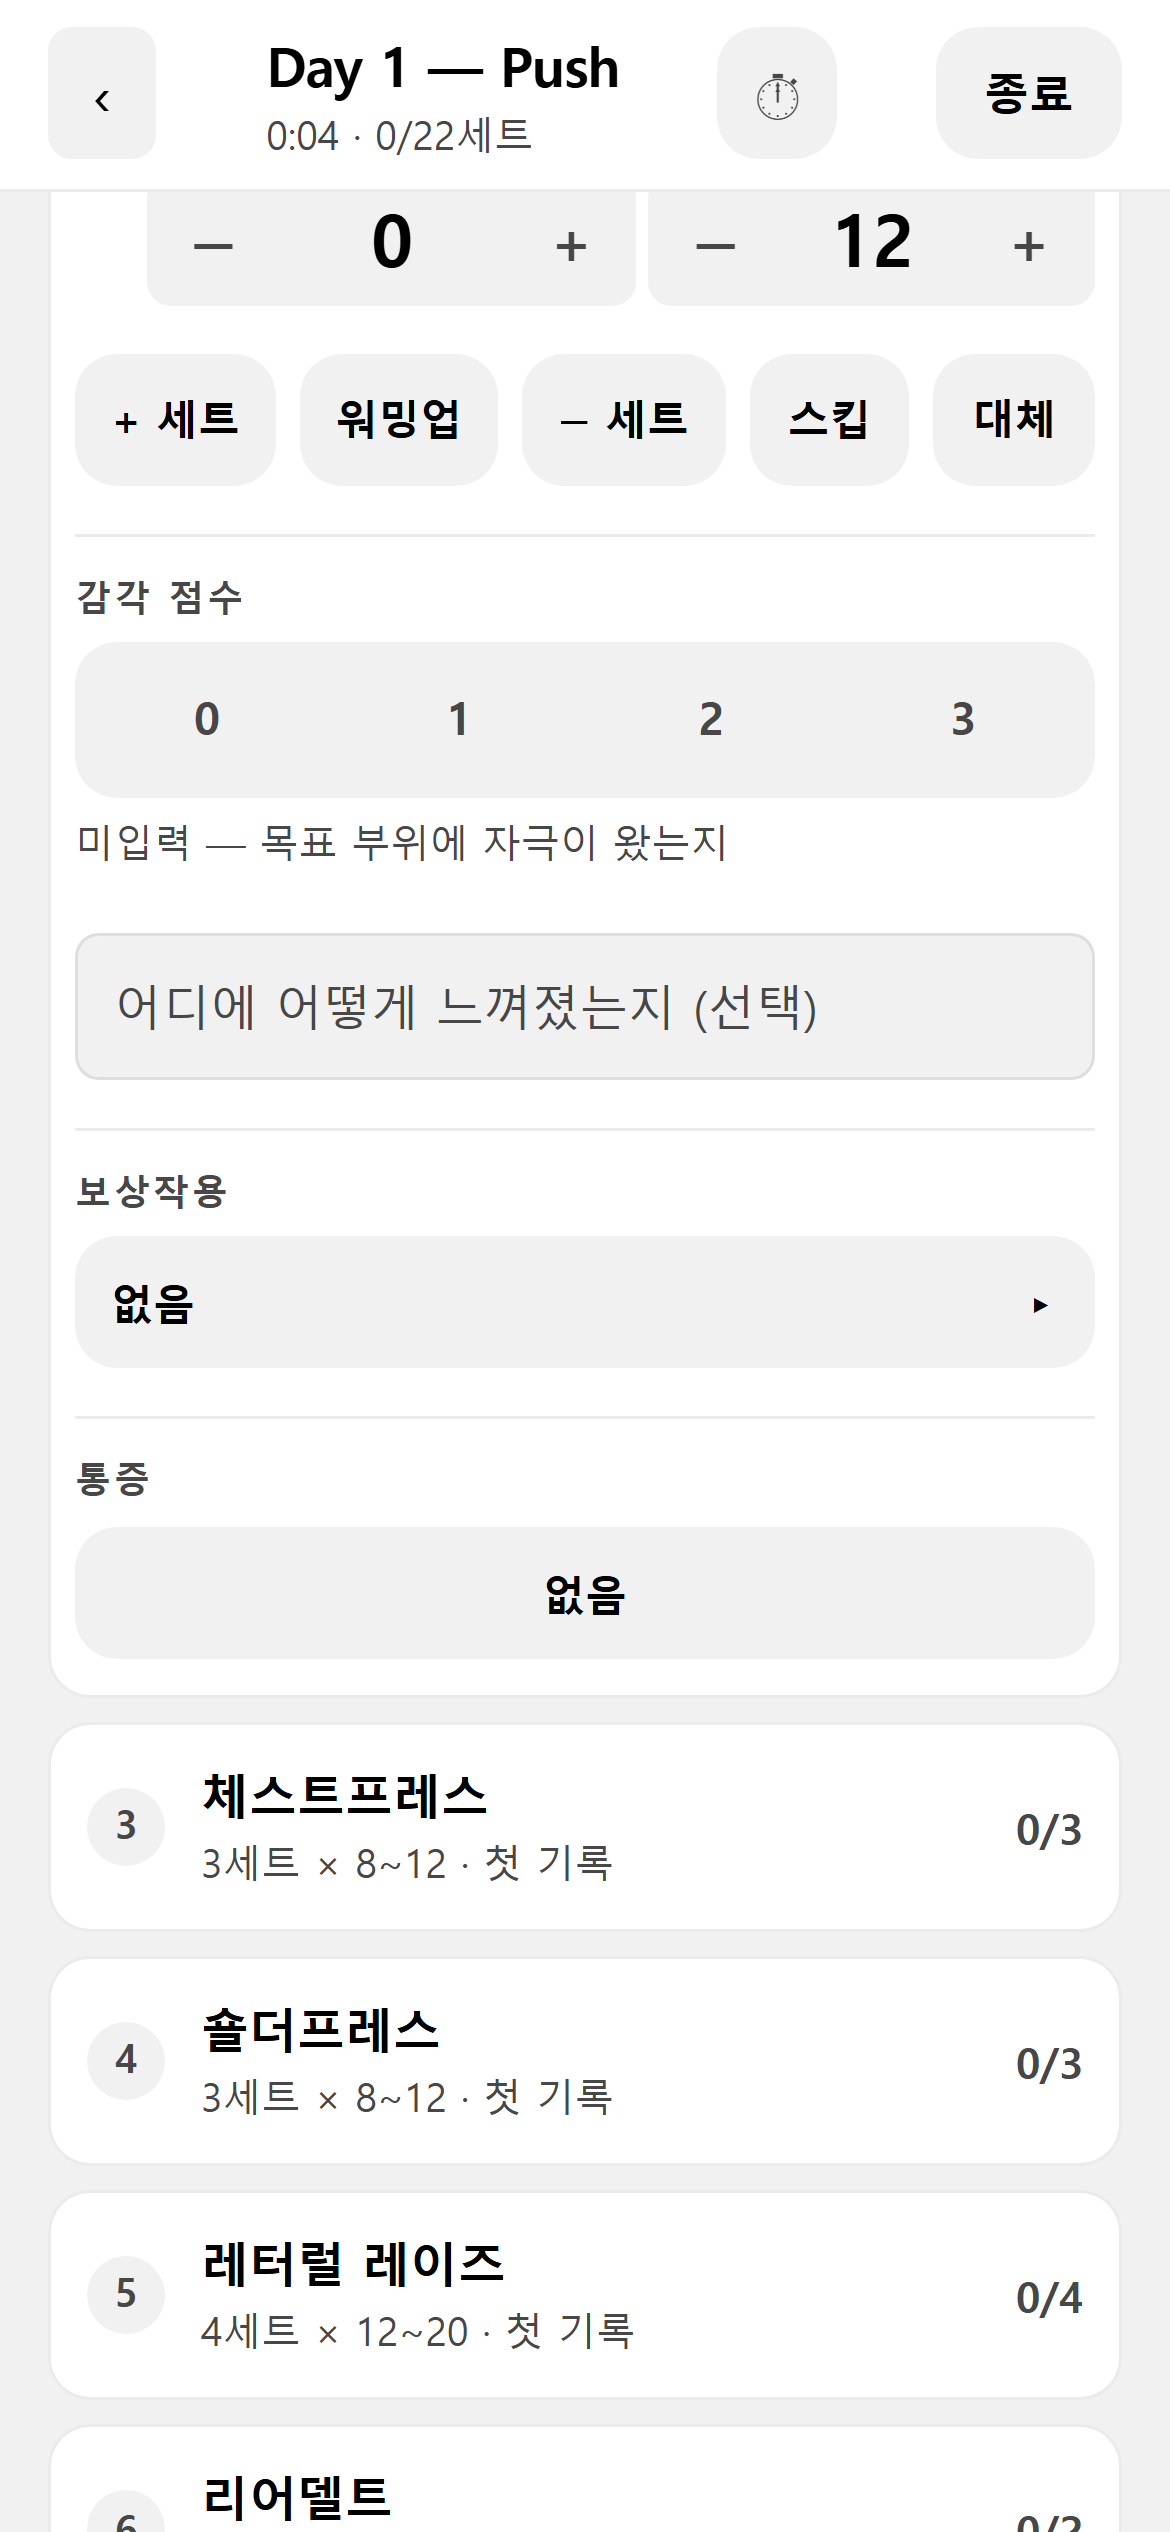 ‹
Day 1 — Push
0:04 · 0/22세트
⏱
종료
— 0 +
— 12 +
+ 세트
워밍업
— 세트
스킵
대체
감각 점수
0 1 2 3
미입력 — 목표 부위에 자극이 왔는지
어디에 어떻게 느껴졌는지 (선택)
보상작용
없음 ▸
통증
없음
3
체스트프레스
3세트 × 8~12 · 첫 기록
0/3
4
숄더프레스
3세트 × 8~12 · 첫 기록
0/3
5
레터럴 레이즈
4세트 × 12~20 · 첫 기록
0/4
6
리어델트